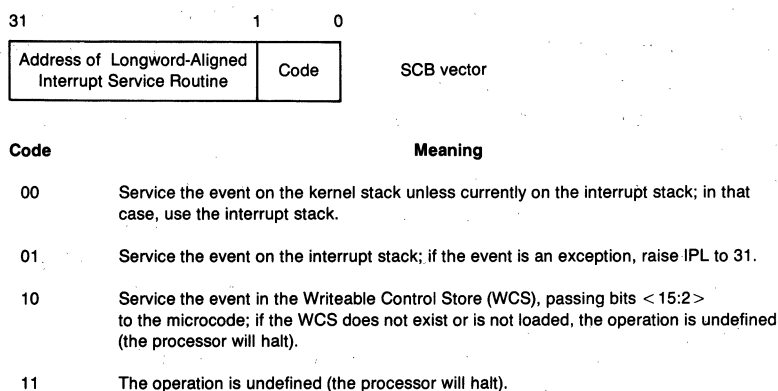 31 1 0
Address of Longword-Aligned
Interrupt Service Routine
Code
SCB vector
Code Meaning
00 Service the event on the kernel stack unless currently on the interrupt stack; in that
case, use the interrupt stack.
01 Service the event on the interrupt stack; if the event is an exception, raise IPL to 31.
10 Service the event in the Writeable Control Store (WCS), passing bits <15:2>
to the microcode; if the WCS does not exist or is not loaded, the operation is undefined
(the processor will halt).
11 The operation is undefined (the processor will halt).